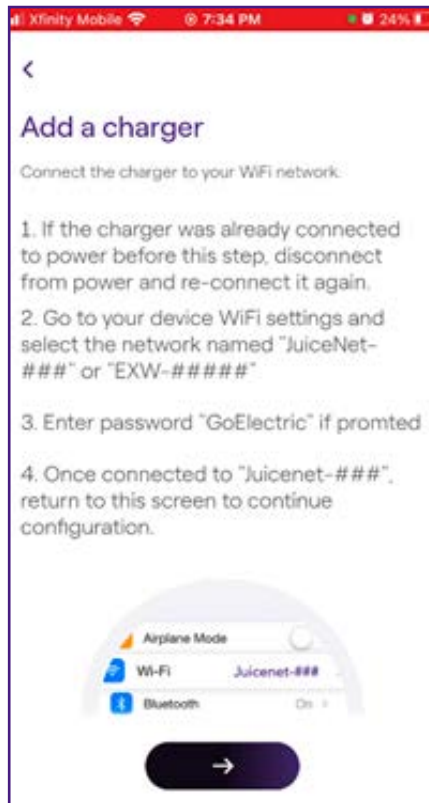 Xfinity Mobile 7:34 PM 24%
Add a charger
Connect the charger to your WiFi network.
1. If the charger was already connected
to power before this step, disconnect
from power and re-connect it again.
2. Go to your device WiFi settings and
select the network named "JuiceNet-
###" or "EXW-#####"
3. Enter password "GoElectric" if promted
4. Once connected to "Juicenet-###",
return to this screen to continue
configuration.
Airplane Mode
Wi-Fi Juicenet-###
Bluetooth On